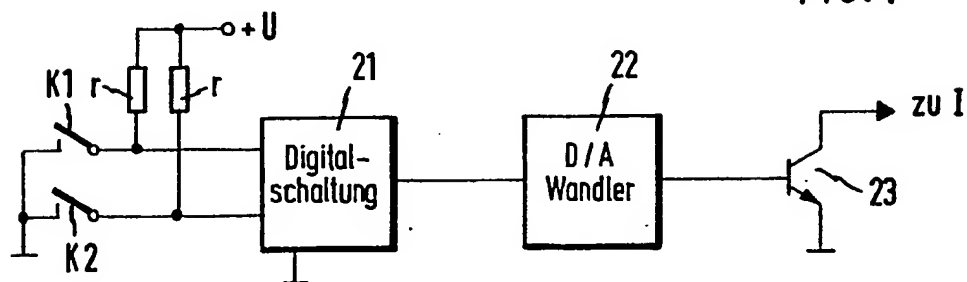 +U
K1
r
r
21
22
zu I
Digital-
schaltung
D/A
Wandler
23
K2